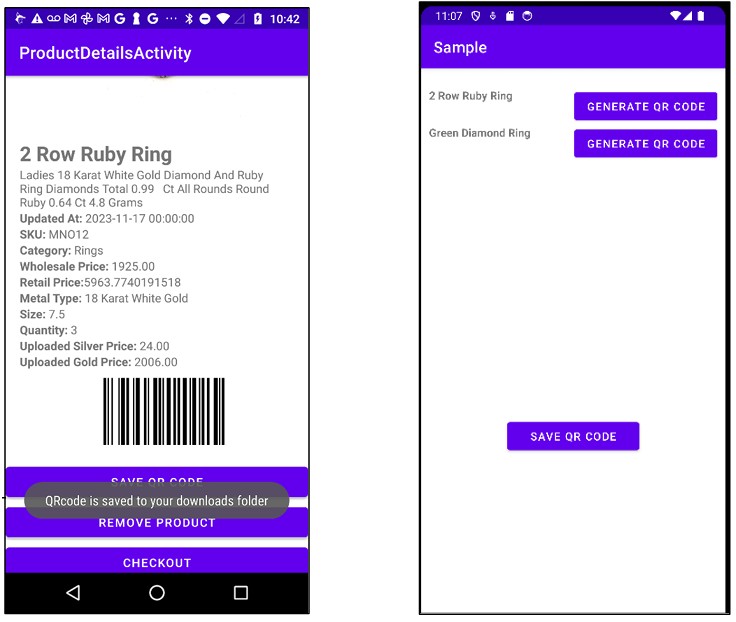 10:42
ProductDetailsActivity
2 Row Ruby Ring
Ladies 18 Karat White Gold Diamond And Ruby
Ring Diamonds Total 0.99 Ct All Rounds Round
Ruby 0.64 Ct 4.8 Grams
Updated At: 2023-11-17 00:00:00
SKU: MNO12
Category: Rings
Wholesale Price: 1925.00
Retail Price:5963.7740191518
Metal Type: 18 Karat White Gold
Size: 7.5
Quantity: 3
Uploaded Silver Price: 24.00
Uploaded Gold Price: 2006.00
SAVE QR CODE
QRcode is saved to your downloads folder
REMOVE PRODUCT
CHECKOUT
11:07
Sample
2 Row Ruby Ring
GENERATE QR CODE
Green Diamond Ring
GENERATE QR CODE
SAVE QR CODE